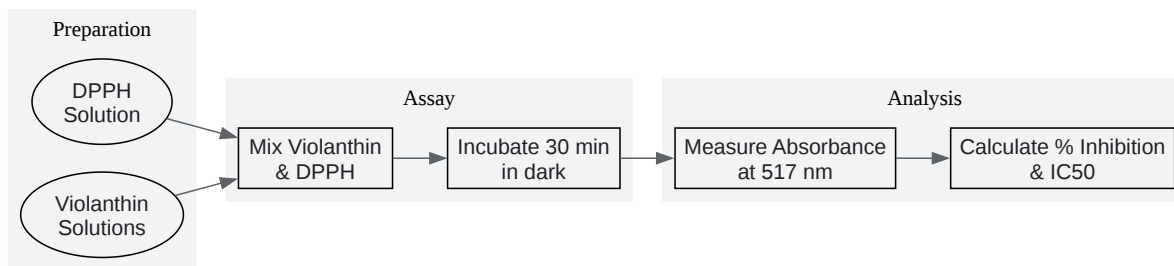 Preparation
DPPH
Solution
Violanthin
Solutions
Assay
Mix Violanthin
& DPPH
Incubate 30 min
in dark
Analysis
Measure Absorbance
at 517 nm
Calculate % Inhibition
& IC50